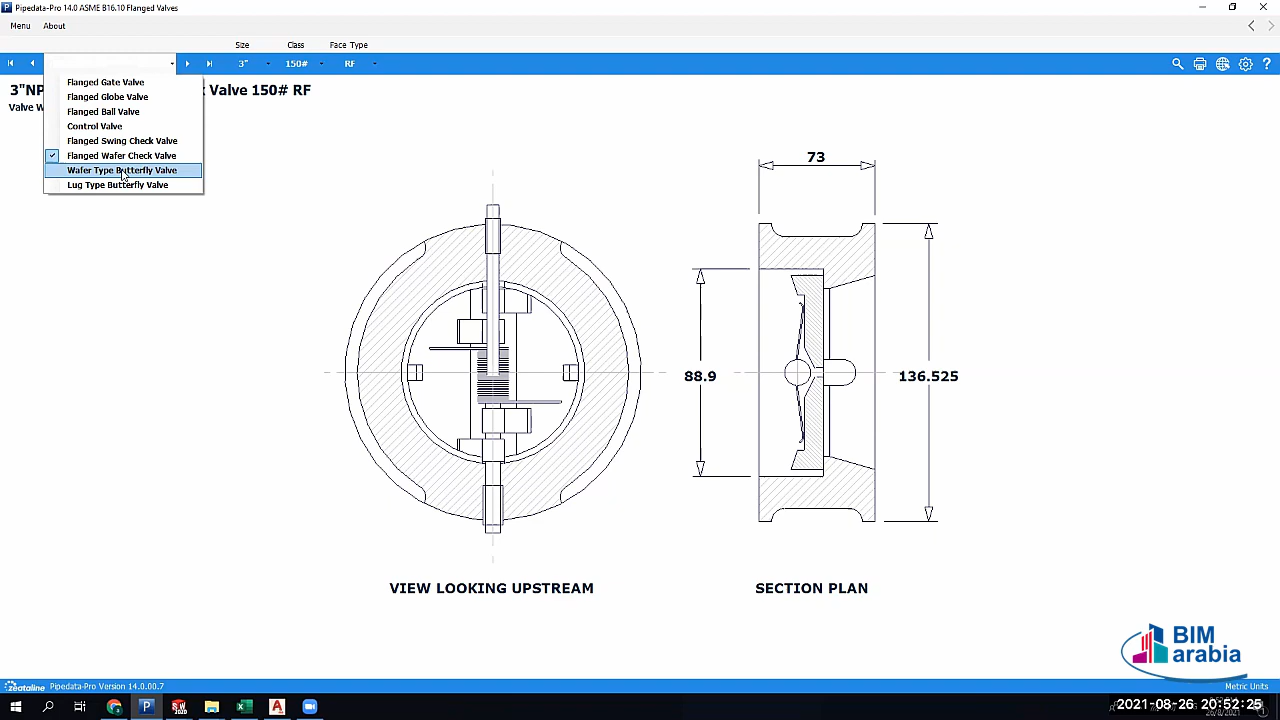 Pipedata-Pro 14.0 ASME B16.10 Flanged Valves
Menu About
Size Class Face Type
3" 150# RF
3"NP
k Valve 150# RF
Valve W
Flanged Gate Valve
Flanged Globe Valve
Flanged Ball Valve
Control Valve
Flanged Swing Check Valve
Flanged Wafer Check Valve
Wafer Type Butterfly Valve
Lug Type Butterfly Valve
73
88.9
136.525
VIEW LOOKING UPSTREAM
SECTION PLAN
BIM
arabia
Zeataline Pipedata-Pro Version 14.0.00.7
Metric Units
2021-08-26 20:52:25